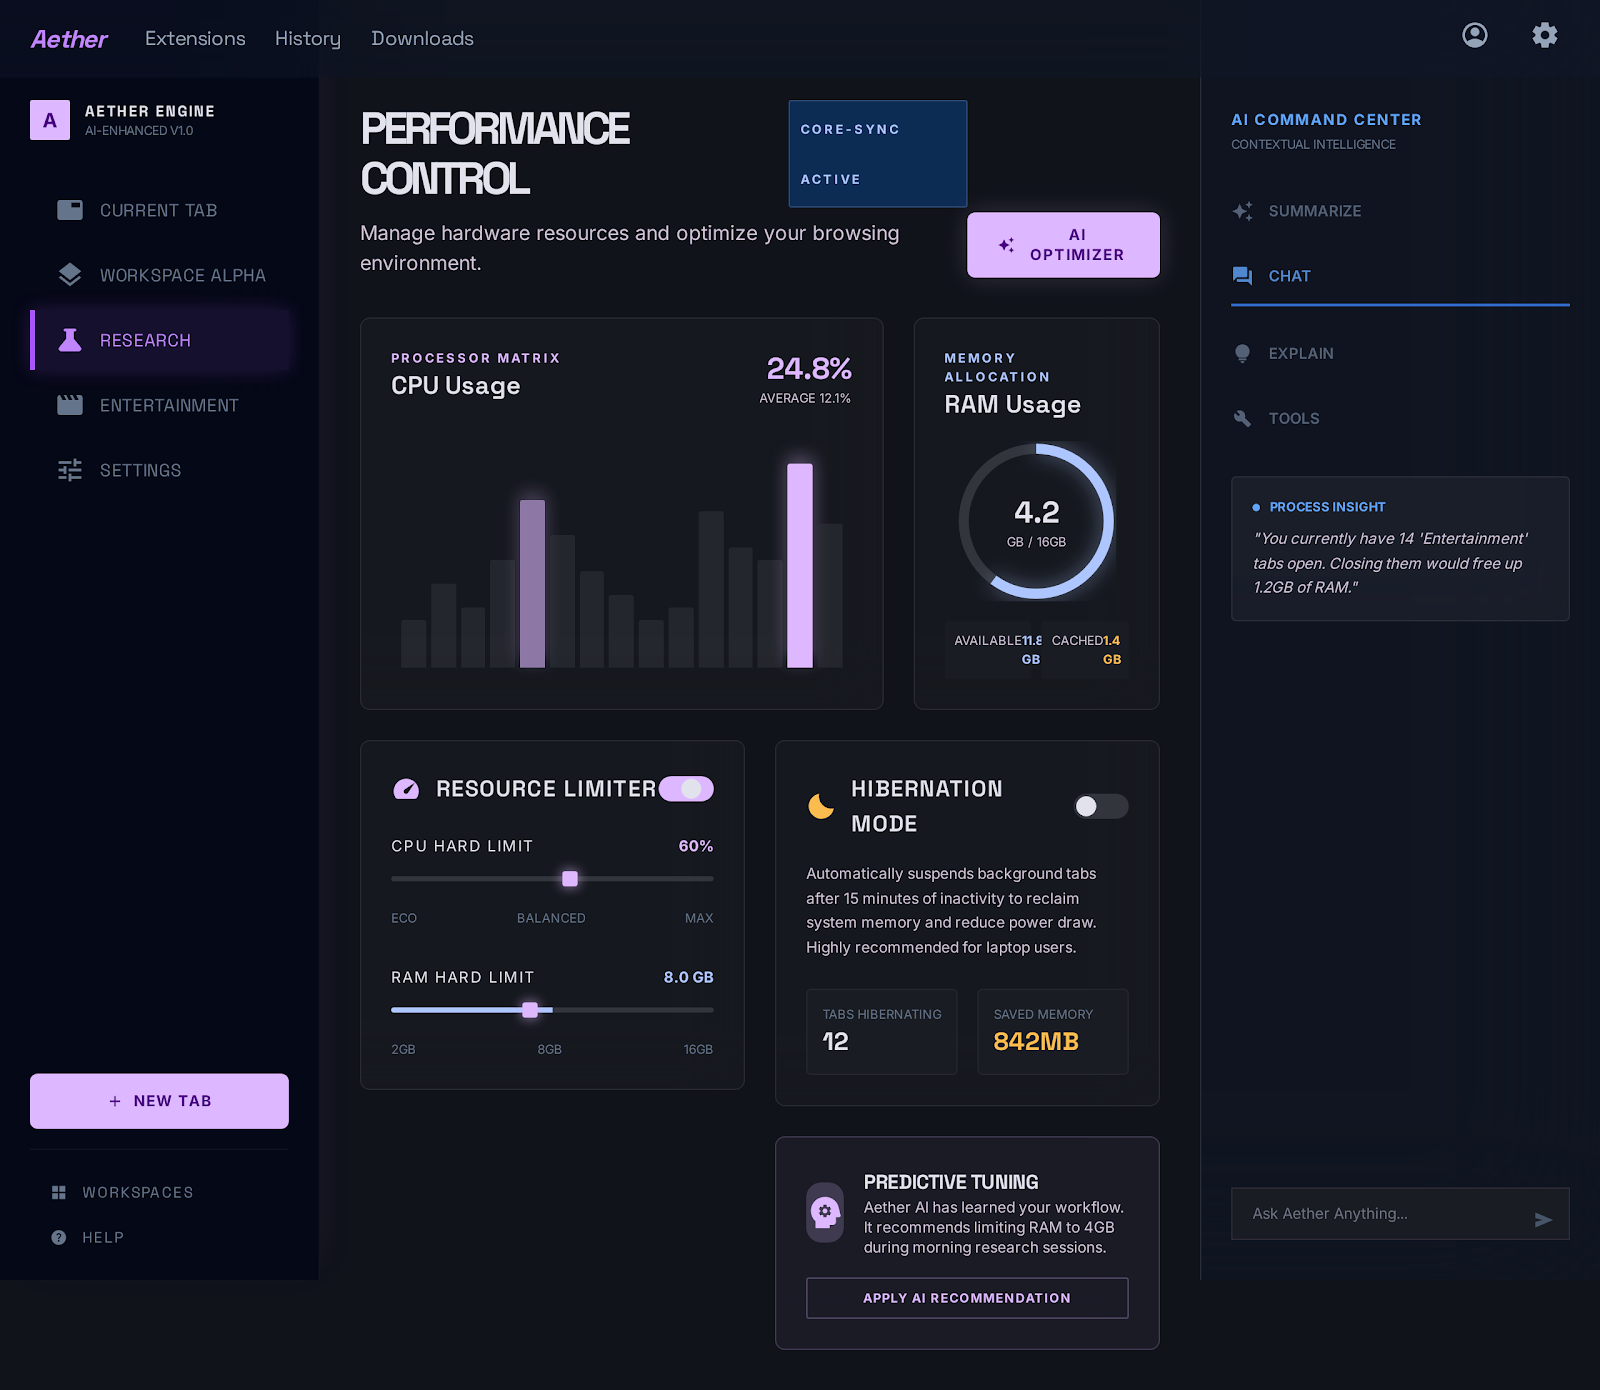 Aether
Extensions
History
Downloads
A
AETHER ENGINE
AI-ENHANCED V1.0
CURRENT TAB
WORKSPACE ALPHA
RESEARCH
ENTERTAINMENT
SETTINGS
+ NEW TAB
WORKSPACES
HELP
PERFORMANCE
CONTROL
CORE-SYNC
ACTIVE
Manage hardware resources and optimize your browsing
environment.
AI
OPTIMIZER
PROCESSOR MATRIX
CPU Usage
24.8%
AVERAGE 12.1%
MEMORY
ALLOCATION
RAM Usage
4.2
GB / 16GB
AVAILABLE 11.8
GB
CACHED 1.4
GB
RESOURCE LIMITER
CPU HARD LIMIT
60%
ECO
BALANCED
MAX
RAM HARD LIMIT
8.0 GB
2GB
8GB
16GB
HIBERNATION
MODE
Automatically suspends background tabs
after 15 minutes of inactivity to reclaim
system memory and reduce power draw.
Highly recommended for laptop users.
TABS HIBERNATING
12
SAVED MEMORY
842MB
PREDICTIVE TUNING
Aether AI has learned your workflow.
It recommends limiting RAM to 4GB
during morning research sessions.
APPLY AI RECOMMENDATION
AI COMMAND CENTER
CONTEXTUAL INTELLIGENCE
SUMMARIZE
CHAT
EXPLAIN
TOOLS
PROCESS INSIGHT
"You currently have 14 'Entertainment'
tabs open. Closing them would free up
1.2GB of RAM."
Ask Aether Anything...